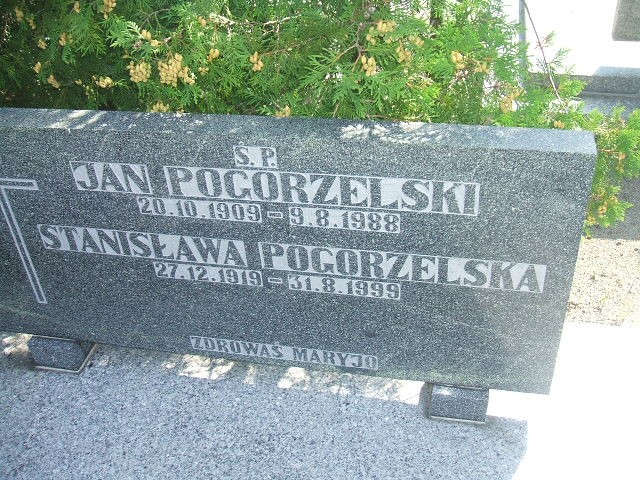 S. P.
JAN POGORZELSKI
20.10.1909 - 9.8.1988
STANISŁAWA POGORZELSKA
27.12.1919 - 31.8.1999
ZDROWAŚ MARYJO